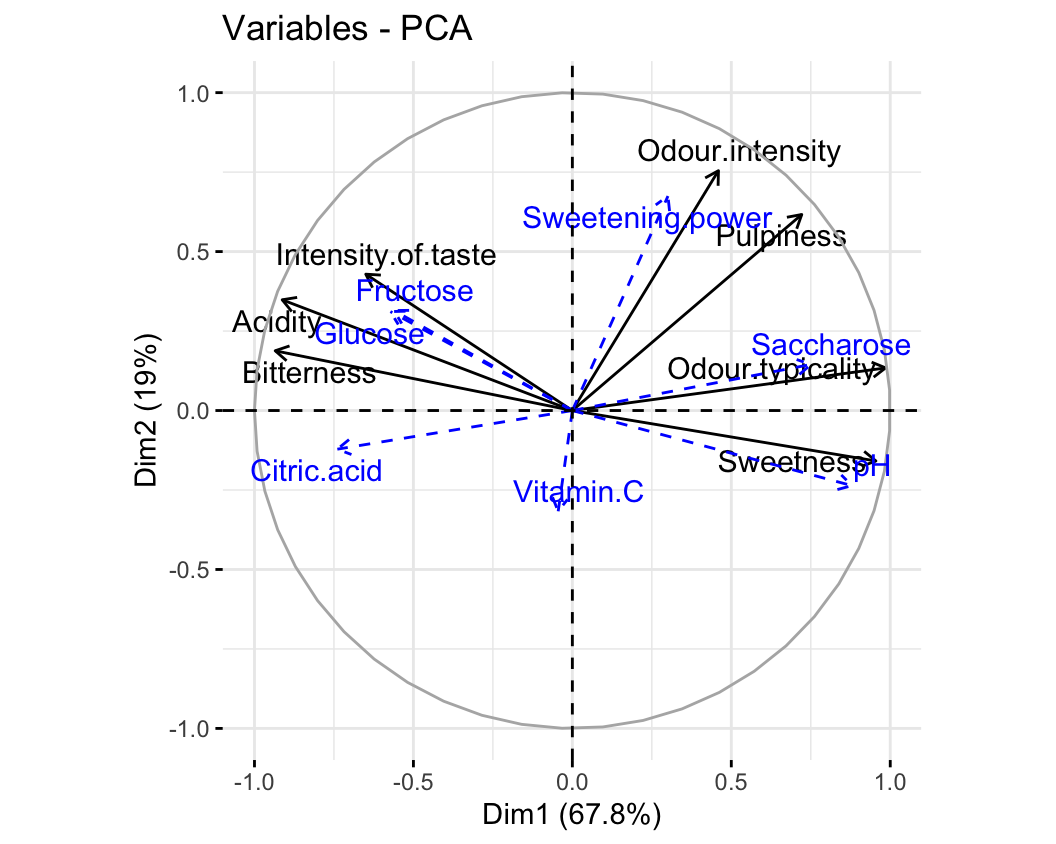 Variables - PCA
1.0
Odour.intensity
Sweetening.power
Pulpiness
0.5
Intensity.of.taste
Fructose
Acidity
Glucose
Saccharose
Bitterness
Odour.typicality
0.0
Dim2 (19%)
Citric.acid
Sweetness
pH
Vitamin.C
-0.5
-1.0
-1.0
-0.5
0.0
0.5
1.0
Dim1 (67.8%)